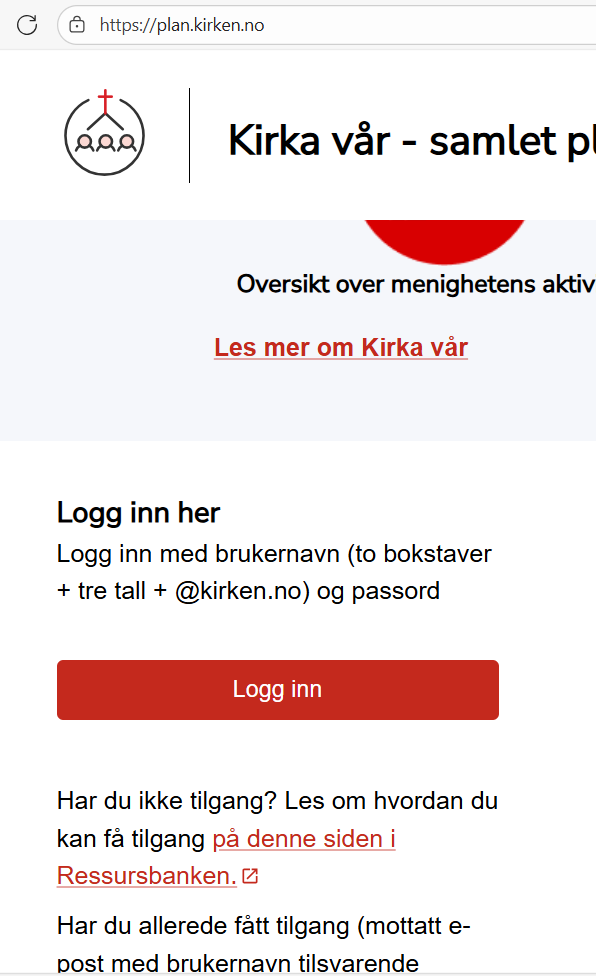 https://plan.kirken.no
Kirka vår - samlet pl
Oversikt over menighetens aktiv
Les mer om Kirka vår
Logg inn her
Logg inn med brukernavn (to bokstaver
+ tre tall + @kirken.no) og passord
Logg inn
Har du ikke tilgang? Les om hvordan du
kan få tilgang på denne siden i
Ressursbanken.
Har du allerede fått tilgang (mottatt e-
post med brukernavn tilsvarende